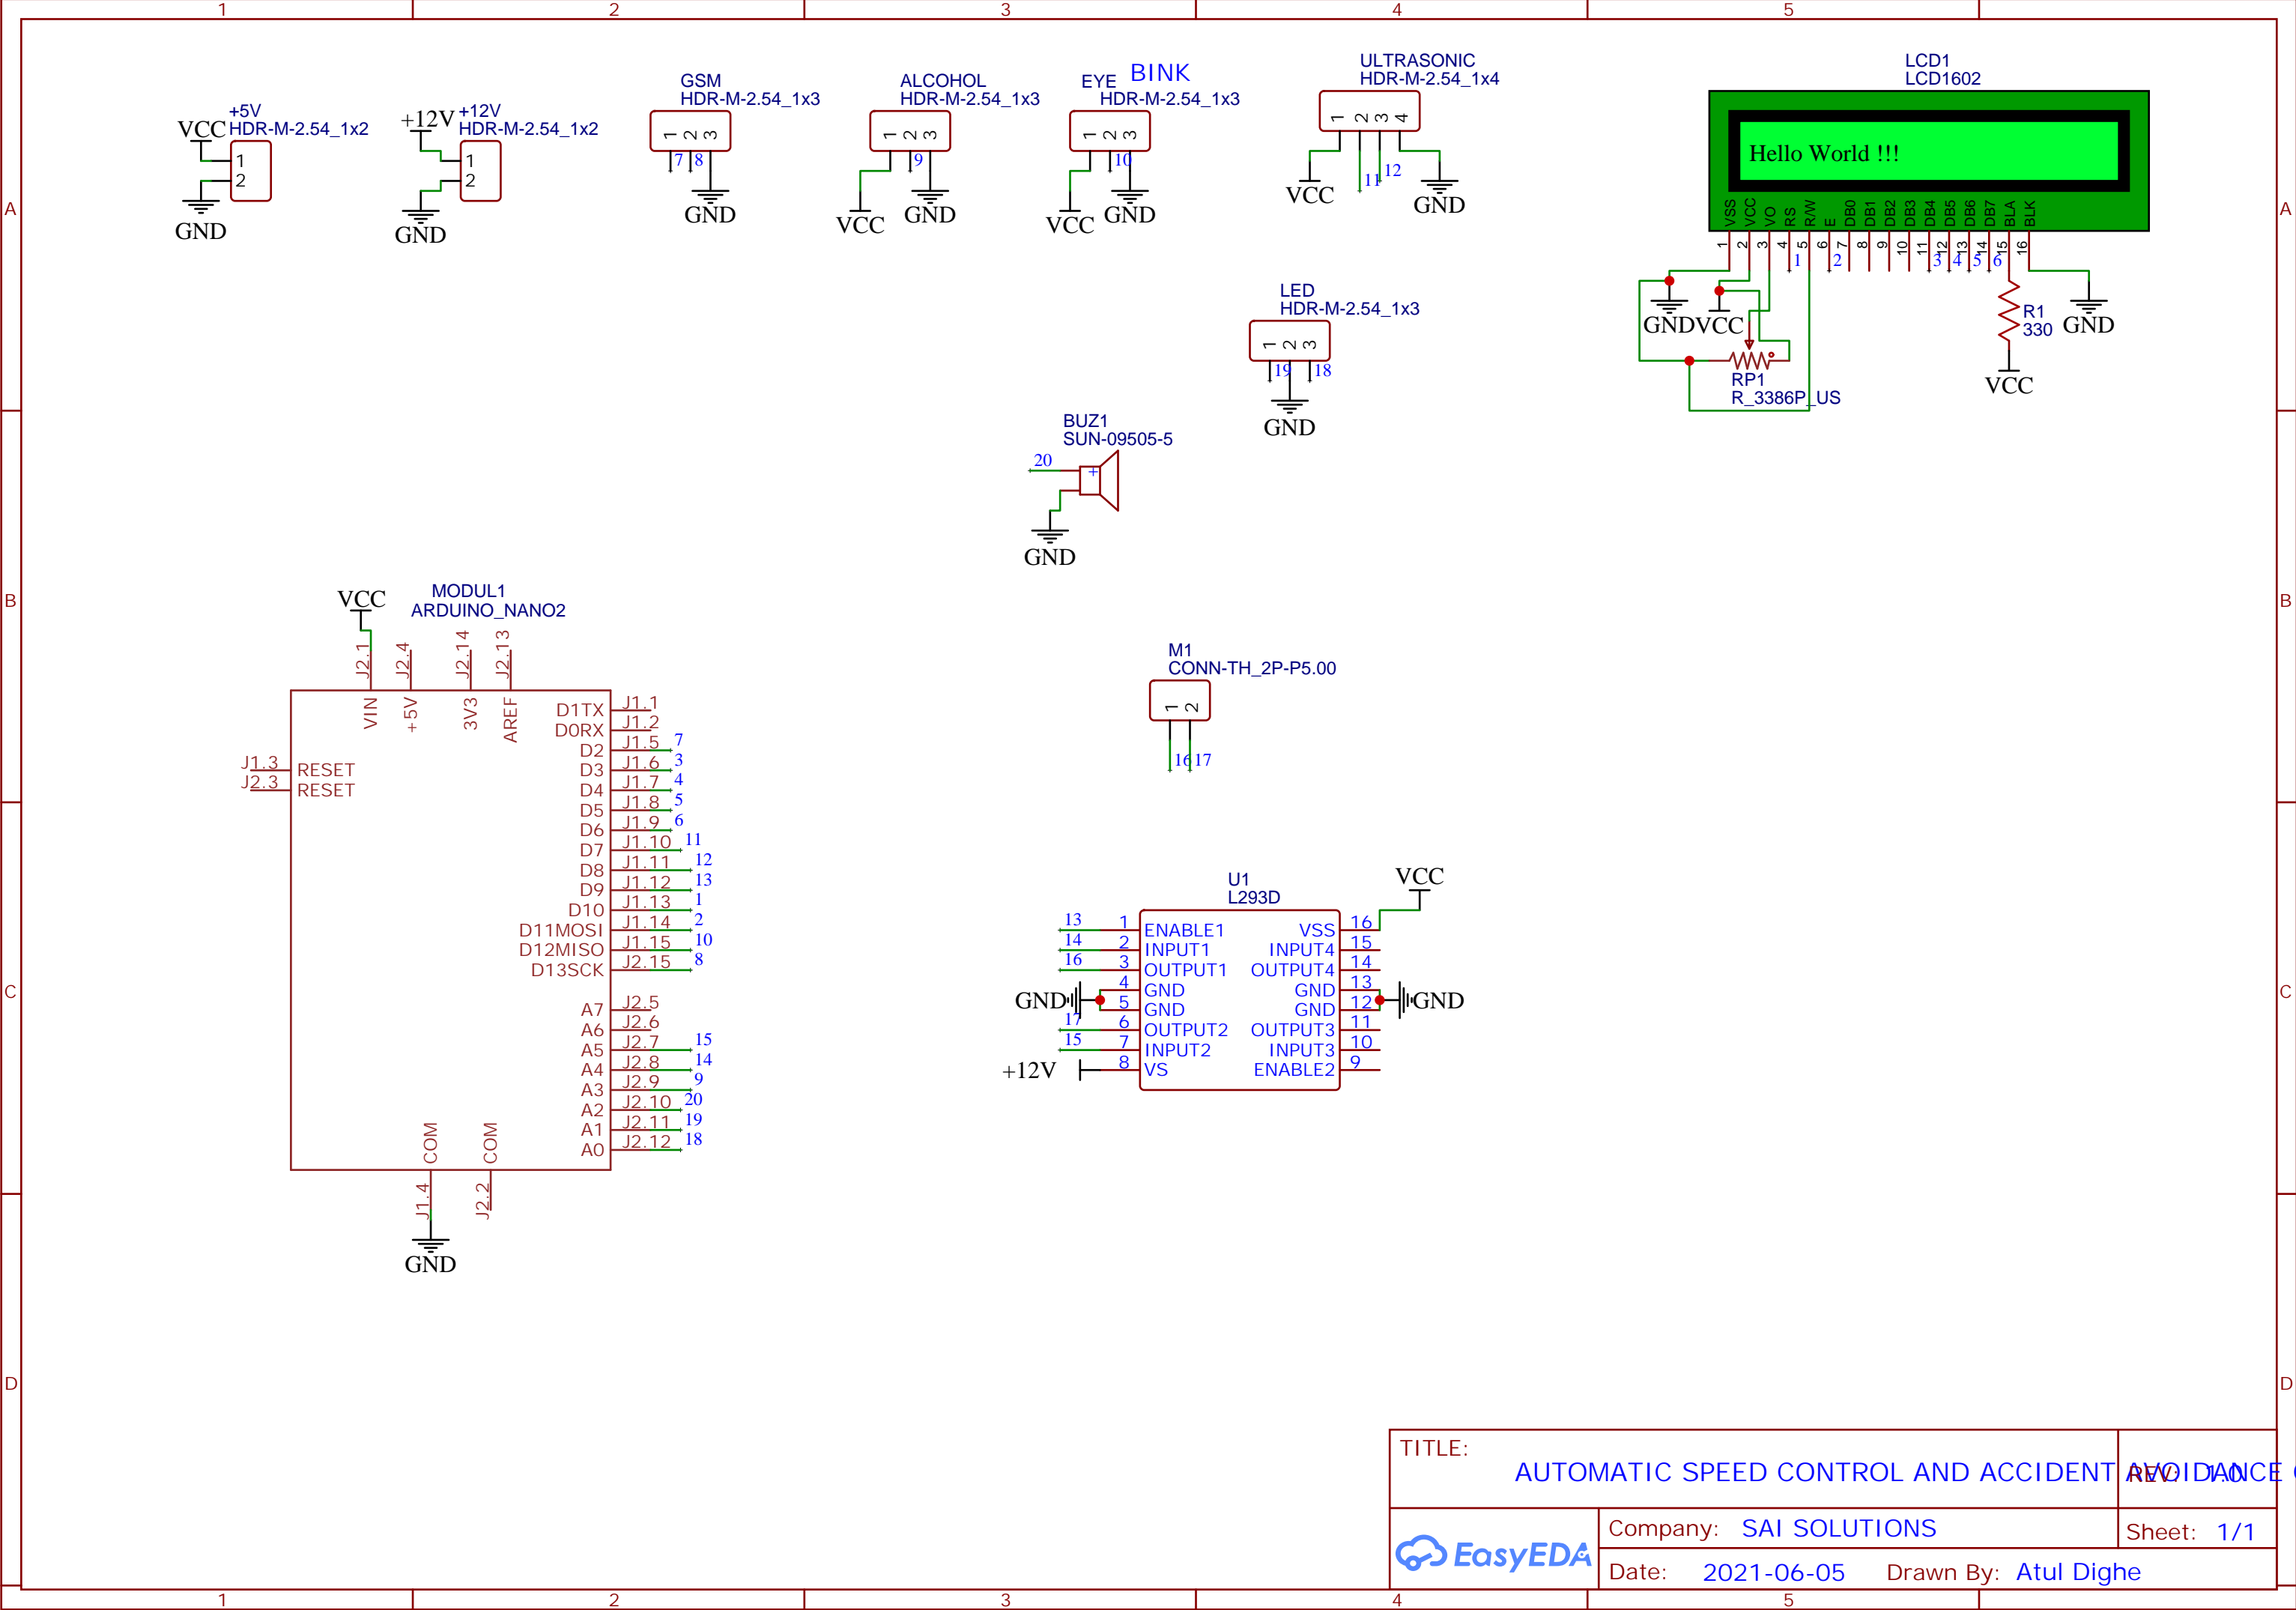 1 2 3 4 5
A
A
B
B
C
C
D
D
1 2 3 4 5
+5V
HDR-M-2.54_1x2
VCC
1
2
GND
+12V
HDR-M-2.54_1x2
+12V
1
2
GND
GSM
HDR-M-2.54_1x3
1 2 3
7 8
GND
ALCOHOL
HDR-M-2.54_1x3
1 2 3
9
VCC GND
EYE BINK
HDR-M-2.54_1x3
1 2 3
10
VCC GND
ULTRASONIC
HDR-M-2.54_1x4
1 2 3 4
11 12
VCC GND
LCD1
LCD1602
Hello World !!!
VSS VCC VO RS R/W E DB0 DB1 DB2 DB3 DB4 DB5 DB6 DB7 BLA BLK
1 2 3 4 5 6 7 8 9 10 11 12 13 14 15 16
1 2 3 4 5 6
GND VCC
RP1
R_3386P_US
R1
330
VCC
GND
LED
HDR-M-2.54_1x3
1 2 3
19 18
GND
BUZ1
SUN-09505-5
20
+
GND
MODUL1
ARDUINO_NANO2
VCC
J2.1 J2.4 J2.14 J2.13
VIN +5V 3V3 AREF
J1.3 RESET
J2.3 RESET
D1TX J1.1
D0RX J1.2
D2 J1.5 7
D3 J1.6 3
D4 J1.7 4
D5 J1.8 5
D6 J1.9 6
D7 J1.10 11
D8 J1.11 12
D9 J1.12 13
D10 J1.13 1
D11MOSI J1.14 2
D12MISO J1.15 10
D13SCK J2.15 8
A7 J2.5
A6 J2.6
A5 J2.7 15
A4 J2.8 14
A3 J2.9 9
A2 J2.10 20
A1 J2.11 19
A0 J2.12 18
COM COM
J1.4 J2.2
GND
M1
CONN-TH_2P-P5.00
1 2
16 17
U1
L293D
VCC
13 1 ENABLE1 VSS 16
14 2 INPUT1 INPUT4 15
16 3 OUTPUT1 OUTPUT4 14
4 GND GND 13
GND GND
5 GND GND 12
17 6 OUTPUT2 OUTPUT3 11
15 7 INPUT2 INPUT3 10
+12V 8 VS ENABLE2 9
TITLE:
AUTOMATIC SPEED CONTROL AND ACCIDENT AVOIDANCE
REV: 1.0
EasyEDA
Company: SAI SOLUTIONS
Sheet: 1/1
Date: 2021-06-05 Drawn By: Atul Dighe